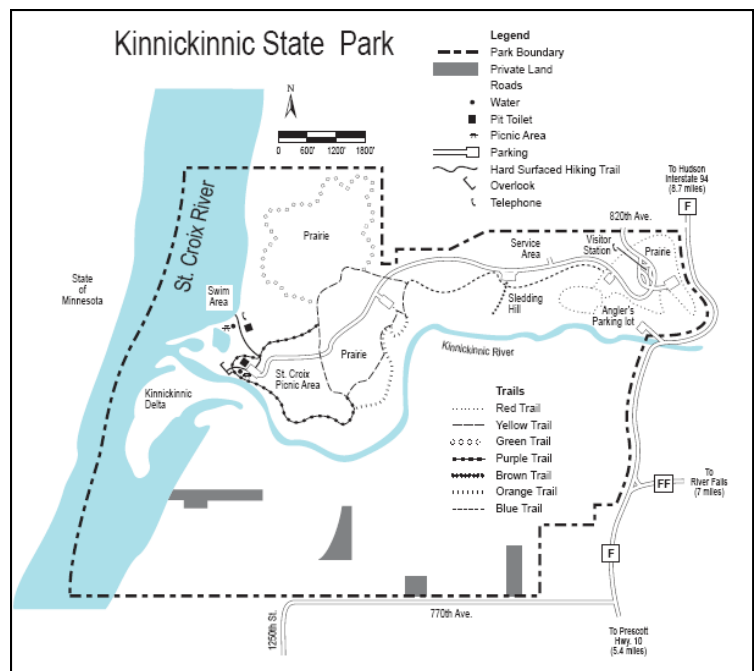 Kinnickinnic State Park
Legend
Park Boundary
Private Land
Roads
Water
Pit Toilet
Picnic Area
Parking
Hard Surfaced Hiking Trail
Overlook
Telephone
N
0 600' 1200' 1800'
To Hudson
Interstate 94
(8.7 miles)
F
820th Ave.
Visitor
Station
Prairie
Service
Area
Sledding
Hill
Angler's
Parking lot
St. Croix River
State
of
Minnesota
Prairie
Swim
Area
Prairie
St. Croix
Picnic Area
Kinnickinnic River
Kinnickinnic
Delta
Trails
Red Trail
Yellow Trail
Green Trail
Purple Trail
Brown Trail
Orange Trail
Blue Trail
FF
To
River Falls
(7 miles)
F
770th Ave.
1250th St.
To Prescott
Hwy. 10
(5.4 miles)